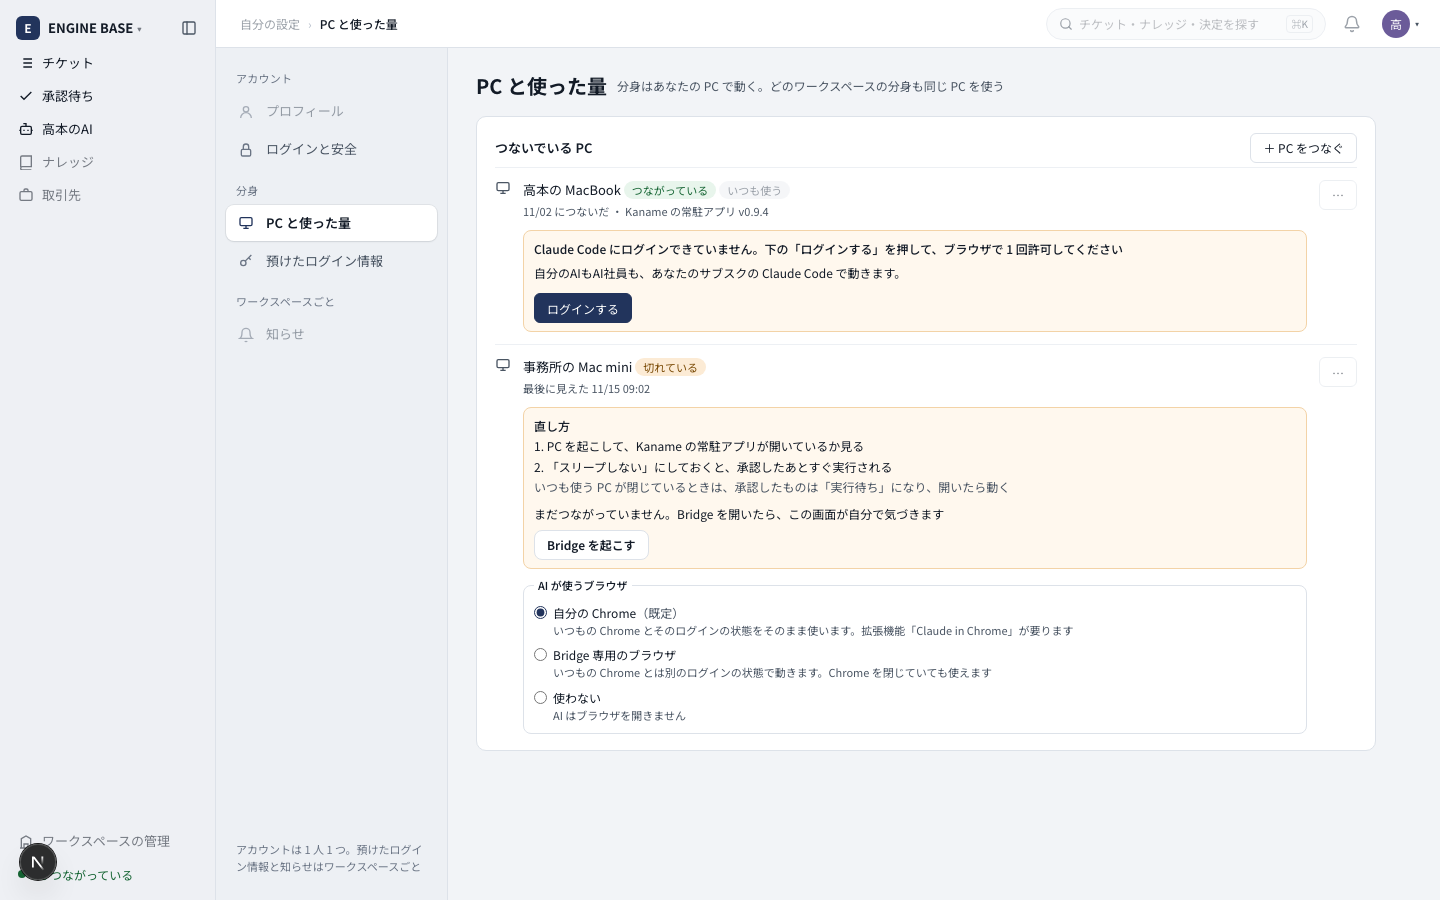 E ENGINE BASE
チケット
承認待ち
高本のAI
ナレッジ
取引先
ワークスペースの管理
つながっている
自分の設定 › PC と使った量
チケット・ナレッジ・決定を探す ⌘K
高
アカウント
プロフィール
ログインと安全
分身
PC と使った量
預けたログイン情報
ワークスペースごと
知らせ
アカウントは 1 人 1 つ。預けたログイ
ン情報と知らせはワークスペースごと
PC と使った量 分身はあなたの PC で動く。どのワークスペースの分身も同じ PC を使う
つないでいる PC
＋ PC をつなぐ
高本の MacBook つながっている いつも使う
…
11/02 につないだ ・ Kaname の常駐アプリ v0.9.4
Claude Code にログインできていません。下の「ログインする」を押して、ブラウザで 1 回許可してください
自分のAIもAI社員も、あなたのサブスクの Claude Code で動きます。
ログインする
事務所の Mac mini 切れている
…
最後に見えた 11/15 09:02
直し方
1. PC を起こして、Kaname の常駐アプリが開いているか見る
2. 「スリープしない」にしておくと、承認したあとすぐ実行される
いつも使う PC が閉じているときは、承認したものは「実行待ち」になり、開いたら動く
まだつながっていません。Bridge を開いたら、この画面が自分で気づきます
Bridge を起こす
AI が使うブラウザ
自分の Chrome（既定）
いつもの Chrome とそのログインの状態をそのまま使います。拡張機能「Claude in Chrome」が要ります
Bridge 専用のブラウザ
いつもの Chrome とは別のログインの状態で動きます。Chrome を閉じていても使えます
使わない
AI はブラウザを開きません